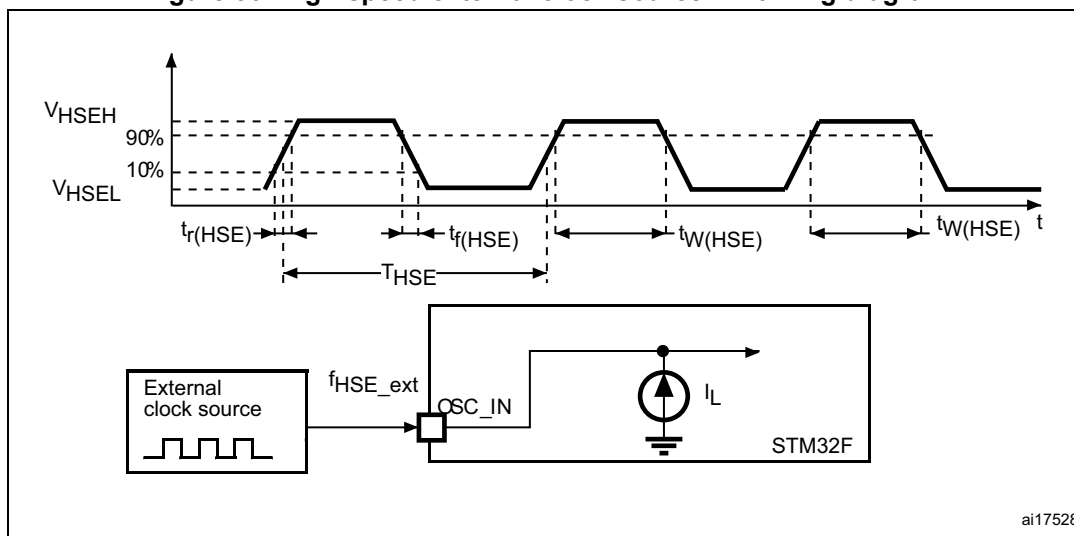 VHSEH
90%
10%
VHSEL
tr(HSE)
tf(HSE)
tW(HSE)
tW(HSE)
t
THSE
External
clock source
fHSE_ext
OSC_IN
IL
STM32F
ai17528